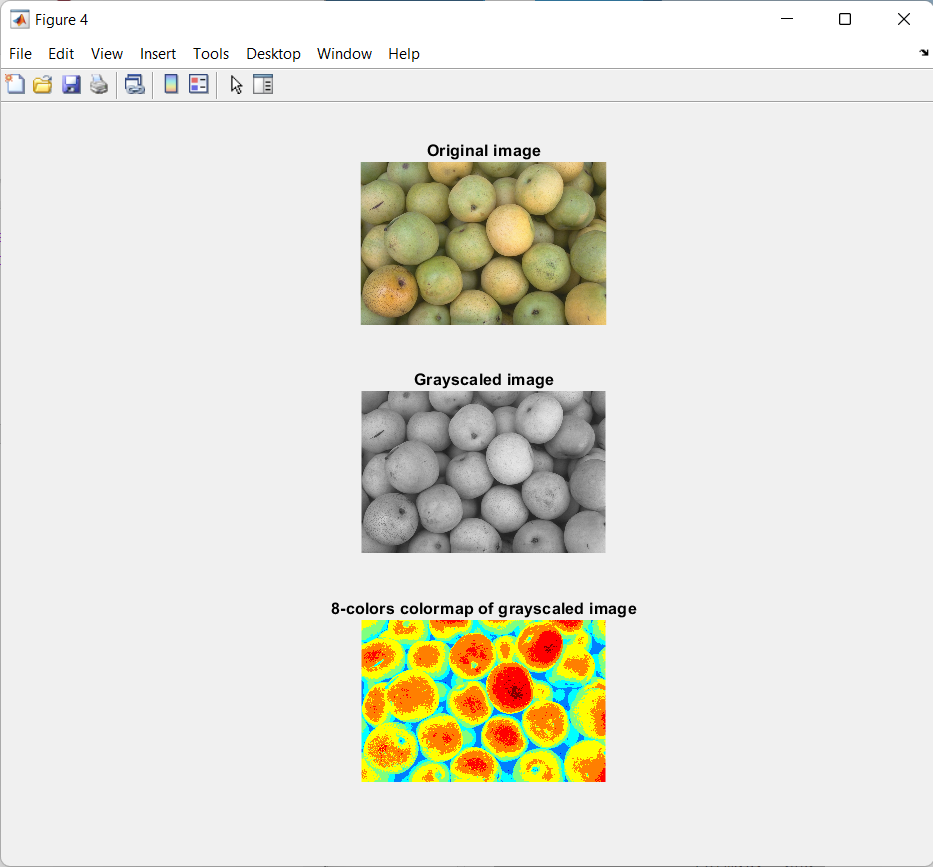 Figure 4
File Edit View Insert Tools Desktop Window Help
Original image
Grayscaled image
8-colors colormap of grayscaled image